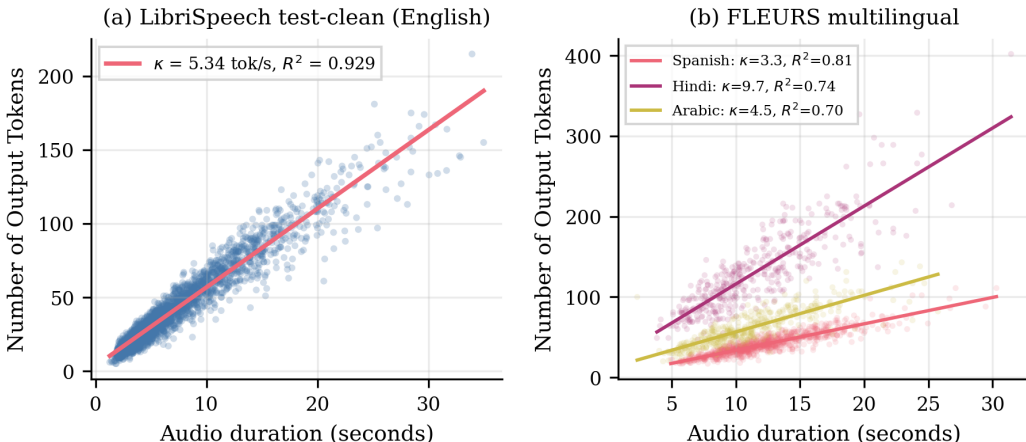 (a) LibriSpeech test-clean (English)
κ = 5.34 tok/s, R² = 0.929
200
150
100
50
0
0 10 20 30
Number of Output Tokens
Audio duration (seconds)
(b) FLEURS multilingual
Spanish: κ=3.3, R²=0.81
Hindi: κ=9.7, R²=0.74
Arabic: κ=4.5, R²=0.70
400
300
200
100
0
5 10 15 20 25 30
Number of Output Tokens
Audio duration (seconds)